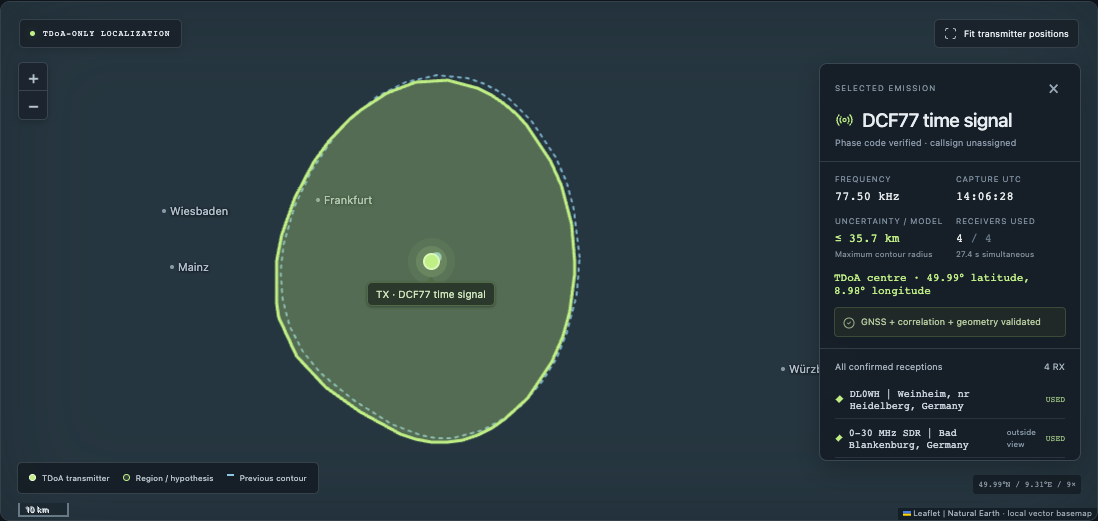 TDoA-ONLY LOCALIZATION
Fit transmitter positions
+
−
Wiesbaden
Frankfurt
Mainz
TX · DCF77 time signal
Würzb
SELECTED EMISSION
DCF77 time signal
Phase code verified · callsign unassigned
FREQUENCY
77.50 kHz
CAPTURE UTC
14:06:28
UNCERTAINTY / MODEL
≤ 35.7 km
Maximum contour radius
RECEIVERS USED
4 / 4
27.4 s simultaneous
TDoA centre · 49.99° latitude,
8.98° longitude
GNSS + correlation + geometry validated
All confirmed receptions
4 RX
DL0WH | Weinheim, nr
Heidelberg, Germany
USED
0-30 MHz SDR | Bad
Blankenburg, Germany
outside
view
USED
TDoA transmitter
Region / hypothesis
Previous contour
10 km
49.99°N / 9.31°E / 9×
Leaflet | Natural Earth · local vector basemap